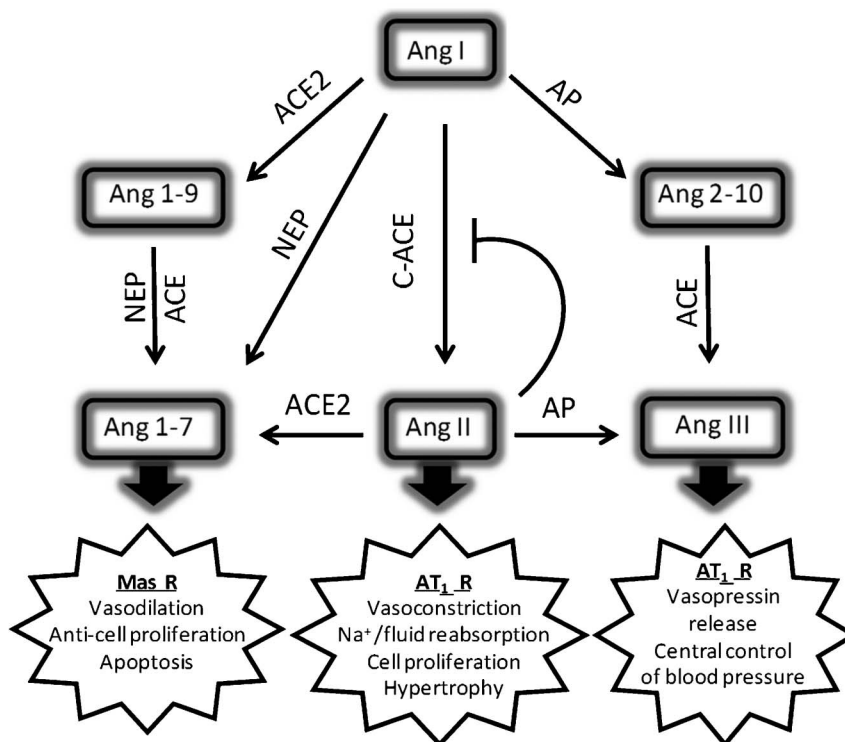 Ang I
ACE2
AP
Ang 1-9
Ang 2-10
NEP
C-ACE
NEP
ACE
ACE
Ang 1-7
ACE2
Ang II
AP
Ang III
Mas R
Vasodilation
Anti-cell proliferation
Apoptosis
AT₁ R
Vasoconstriction
Na⁺/fluid reabsorption
Cell proliferation
Hypertrophy
AT₁ R
Vasopressin
release
Central control
of blood pressure